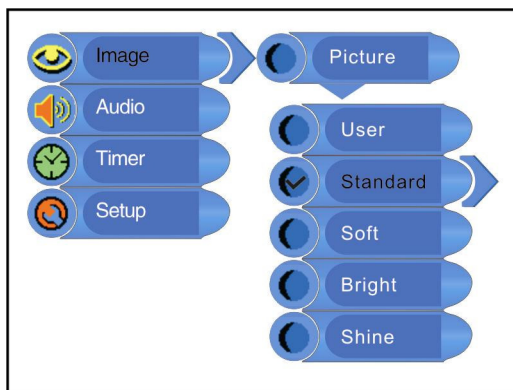 Image
Audio
Timer
Setup
Picture
User
Standard
Soft
Bright
Shine